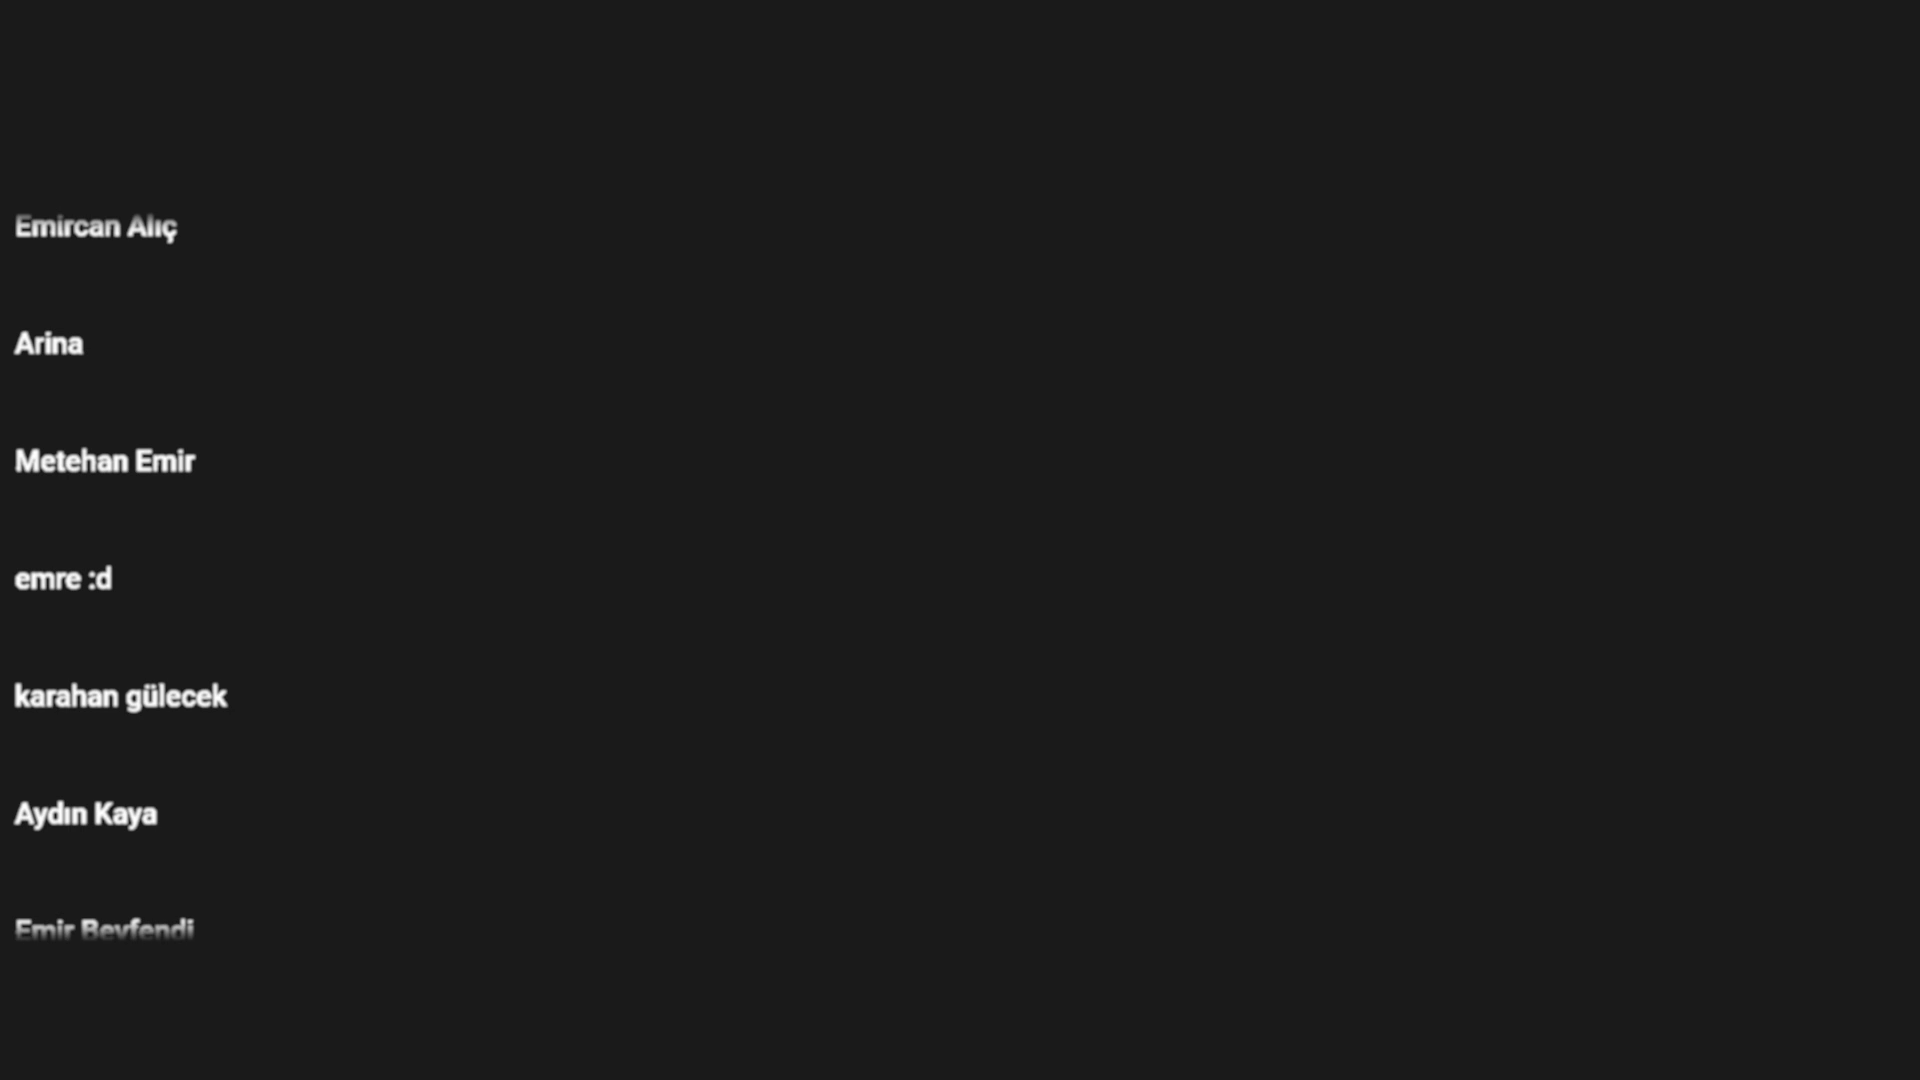 Emircan Alıç
Arina
Metehan Emir
emre :d
karahan gülecek
Aydın Kaya
Emir Beyfendi